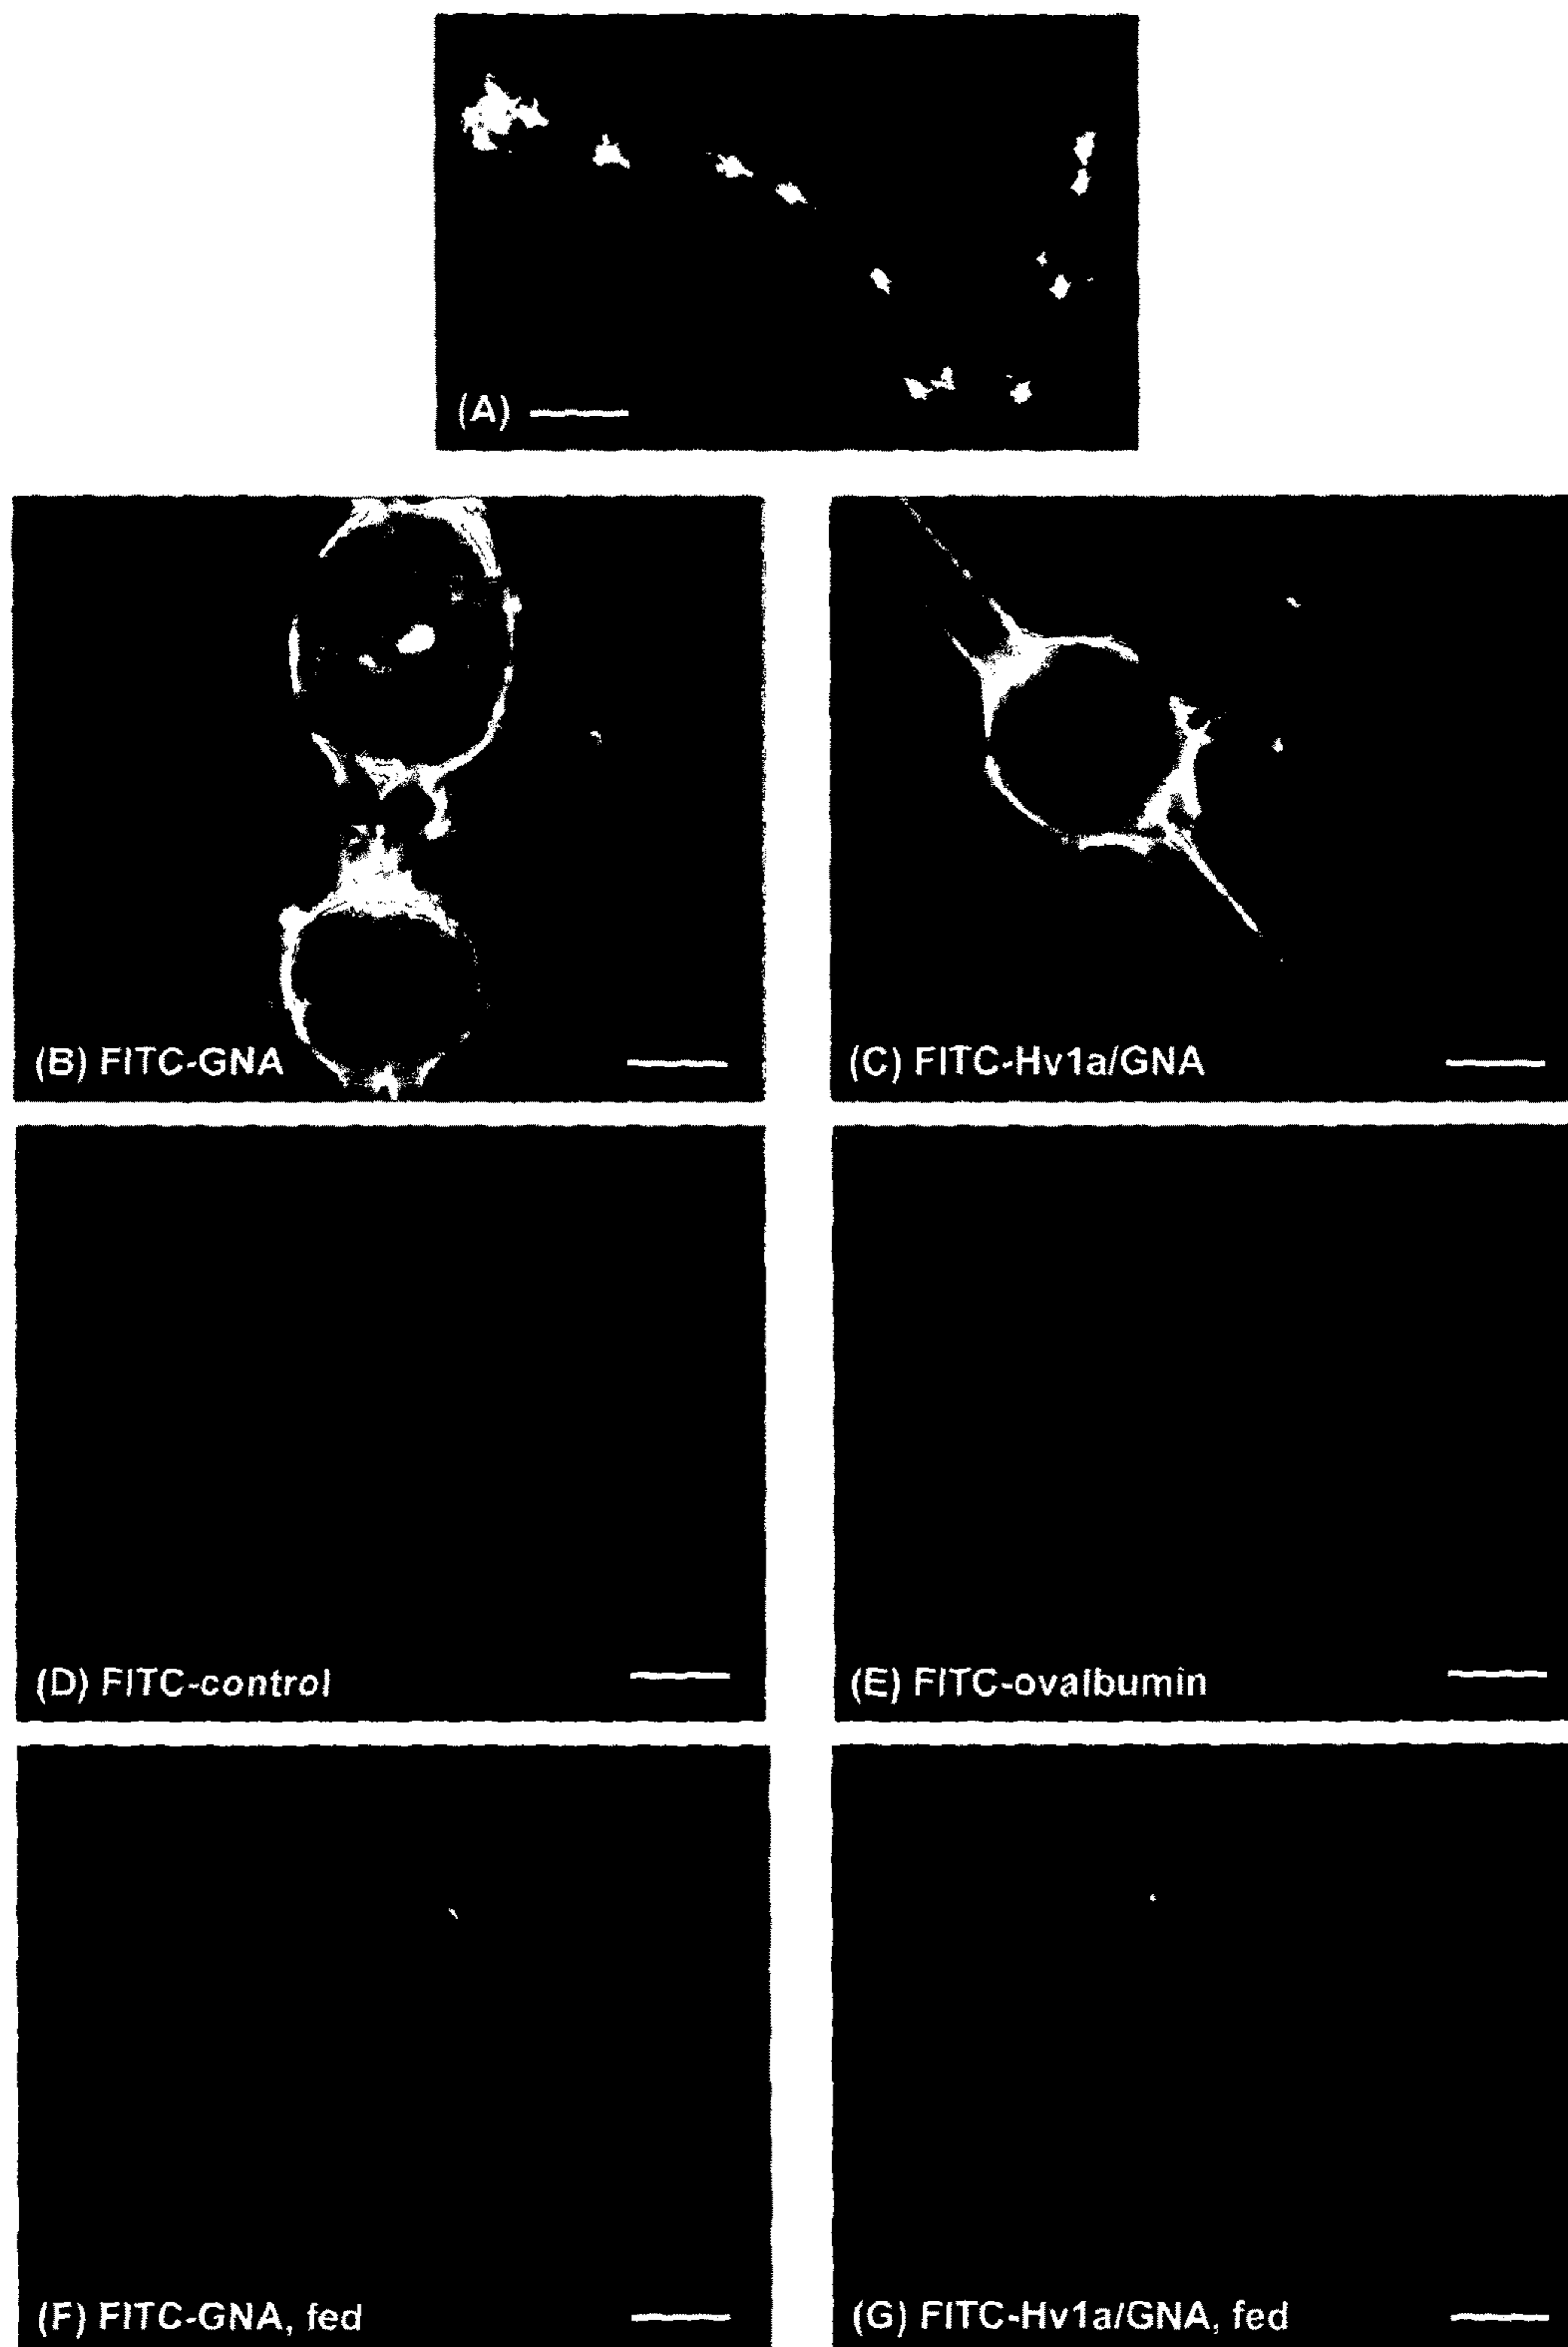 (A)
(B) FITC-GNA
(C) FITC-Hv1a/GNA
(D) FITC-control
(E) FITC-ovalbumin
(F) FITC-GNA, fed
(G) FITC-Hv1a/GNA, fed